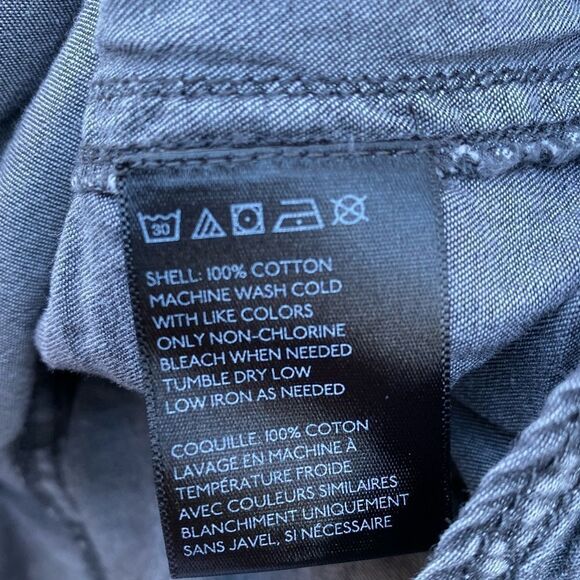 30
SHELL: 100% COTTON
MACHINE WASH COLD
WITH LIKE COLORS
ONLY NON-CHLORINE
BLEACH WHEN NEEDED
TUMBLE DRY LOW
LOW IRON AS NEEDED
COQUILLE: 100% COTON
LAVAGE EN MACHINE À
TEMPÉRATURE FROIDE
AVEC COULEURS SIMILAIRES
BLANCHIMENT UNIQUEMENT
SANS JAVEL, SI NÉCESSAIRE